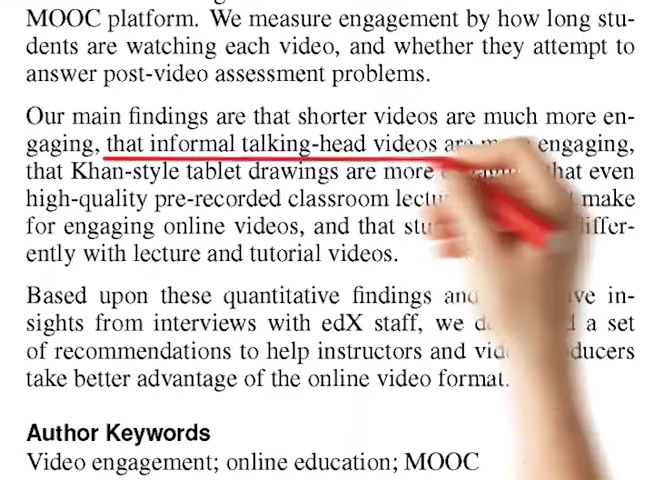 MOOC platform. We measure engagement by how long stu-
dents are watching each video, and whether they attempt to
answer post-video assessment problems.
Our main findings are that shorter videos are much more en-
gaging, that informal talking-head videos are engaging,
that Khan-style tablet drawings are more that even
high-quality pre-recorded classroom make
for engaging online videos, and that
ently with lecture and tutorial videos.
Based upon these quantitative findings and in-
sights from interviews with edX staff, we a set
of recommendations to help instructors and
take better advantage of the online video format.
Author Keywords
Video engagement; online education; MOOC